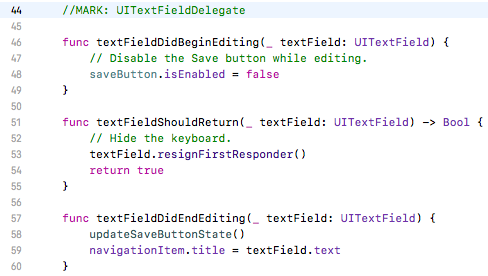 44 //MARK: UITextFieldDelegate
45
46 func textFieldDidBeginEditing(_ textField: UITextField) {
47 // Disable the Save button while editing.
48 saveButton.isEnabled = false
49 }
50
51 func textFieldShouldReturn(_ textField: UITextField) -> Bool {
52 // Hide the keyboard.
53 textField.resignFirstResponder()
54 return true
55 }
56
57 func textFieldDidEndEditing(_ textField: UITextField) {
58 updateSaveButtonState()
59 navigationItem.title = textField.text
60 }